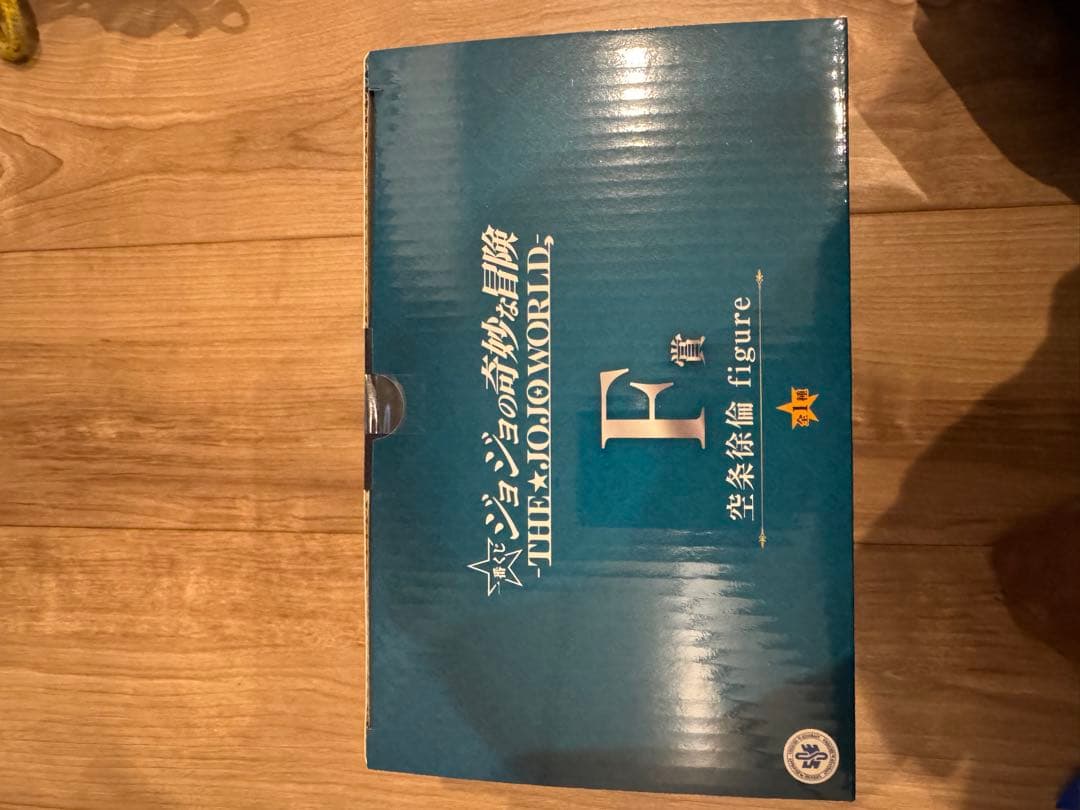 一番くじ
ジョジョの奇妙な冒険
-THE★JOJO WORLD-
F賞
空条徐倫 figure
全1種